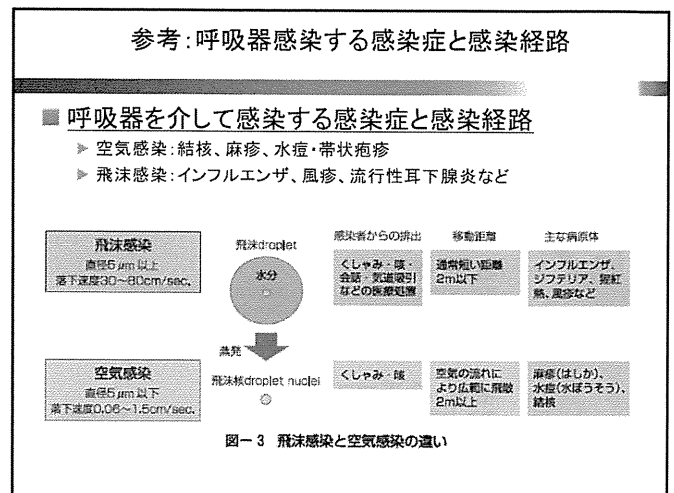 参考:呼吸器感染する感染症と感染経路
■ 呼吸器を介して感染する感染症と感染経路
▶ 空気感染:結核、麻疹、水痘・帯状疱疹
▶ 飛沫感染:インフルエンザ、風疹、流行性耳下腺炎など
飛沫感染
直径5μm以上
落下速度30~80cm/sec.
飛沫droplet
水分
感染者からの排出
くしゃみ・咳・
会話・気道吸引
などの医療処置
移動距離
通常短い距離
2m以下
主な病原体
インフルエンザ、
ジフテリア、猩紅
熱、風疹など
蒸発
空気感染
直径5μm以下
落下速度0.06~1.5cm/sec.
飛沫核droplet nuclei
くしゃみ・咳
空気の流れに
より広範に飛散
2m以上
麻疹(はしか)、
水痘(水ぼうそう)、
結核
図-3 飛沫感染と空気感染の違い